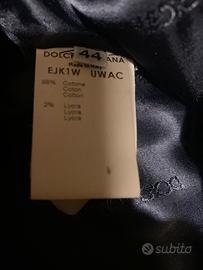 DOLCE 44 ANA
Made in Italy
EJK1W UWAC
98% Cotone
Coton
Cotton
2% Lycra
Lycra
Lycra
subito